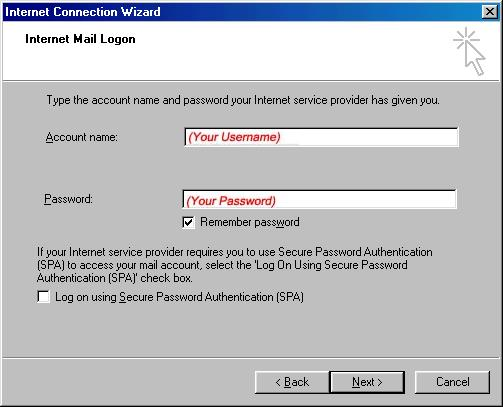 Internet Connection Wizard
Internet Mail Logon
Type the account name and password your Internet service provider has given you.
Account name:
(Your Username)
Password:
(Your Password)
Remember password
If your Internet service provider requires you to use Secure Password Authentication
(SPA) to access your mail account, select the 'Log On Using Secure Password
Authentication (SPA)' check box.
Log on using Secure Password Authentication (SPA)
< Back
Next >
Cancel